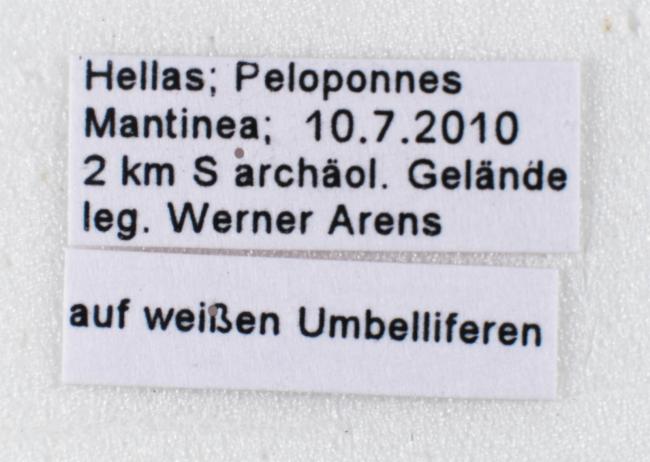 Hellas; Peloponnes
Mantinea; 10.7.2010
2 km S archäol. Gelände
leg. Werner Arens
auf weißen Umbelliferen